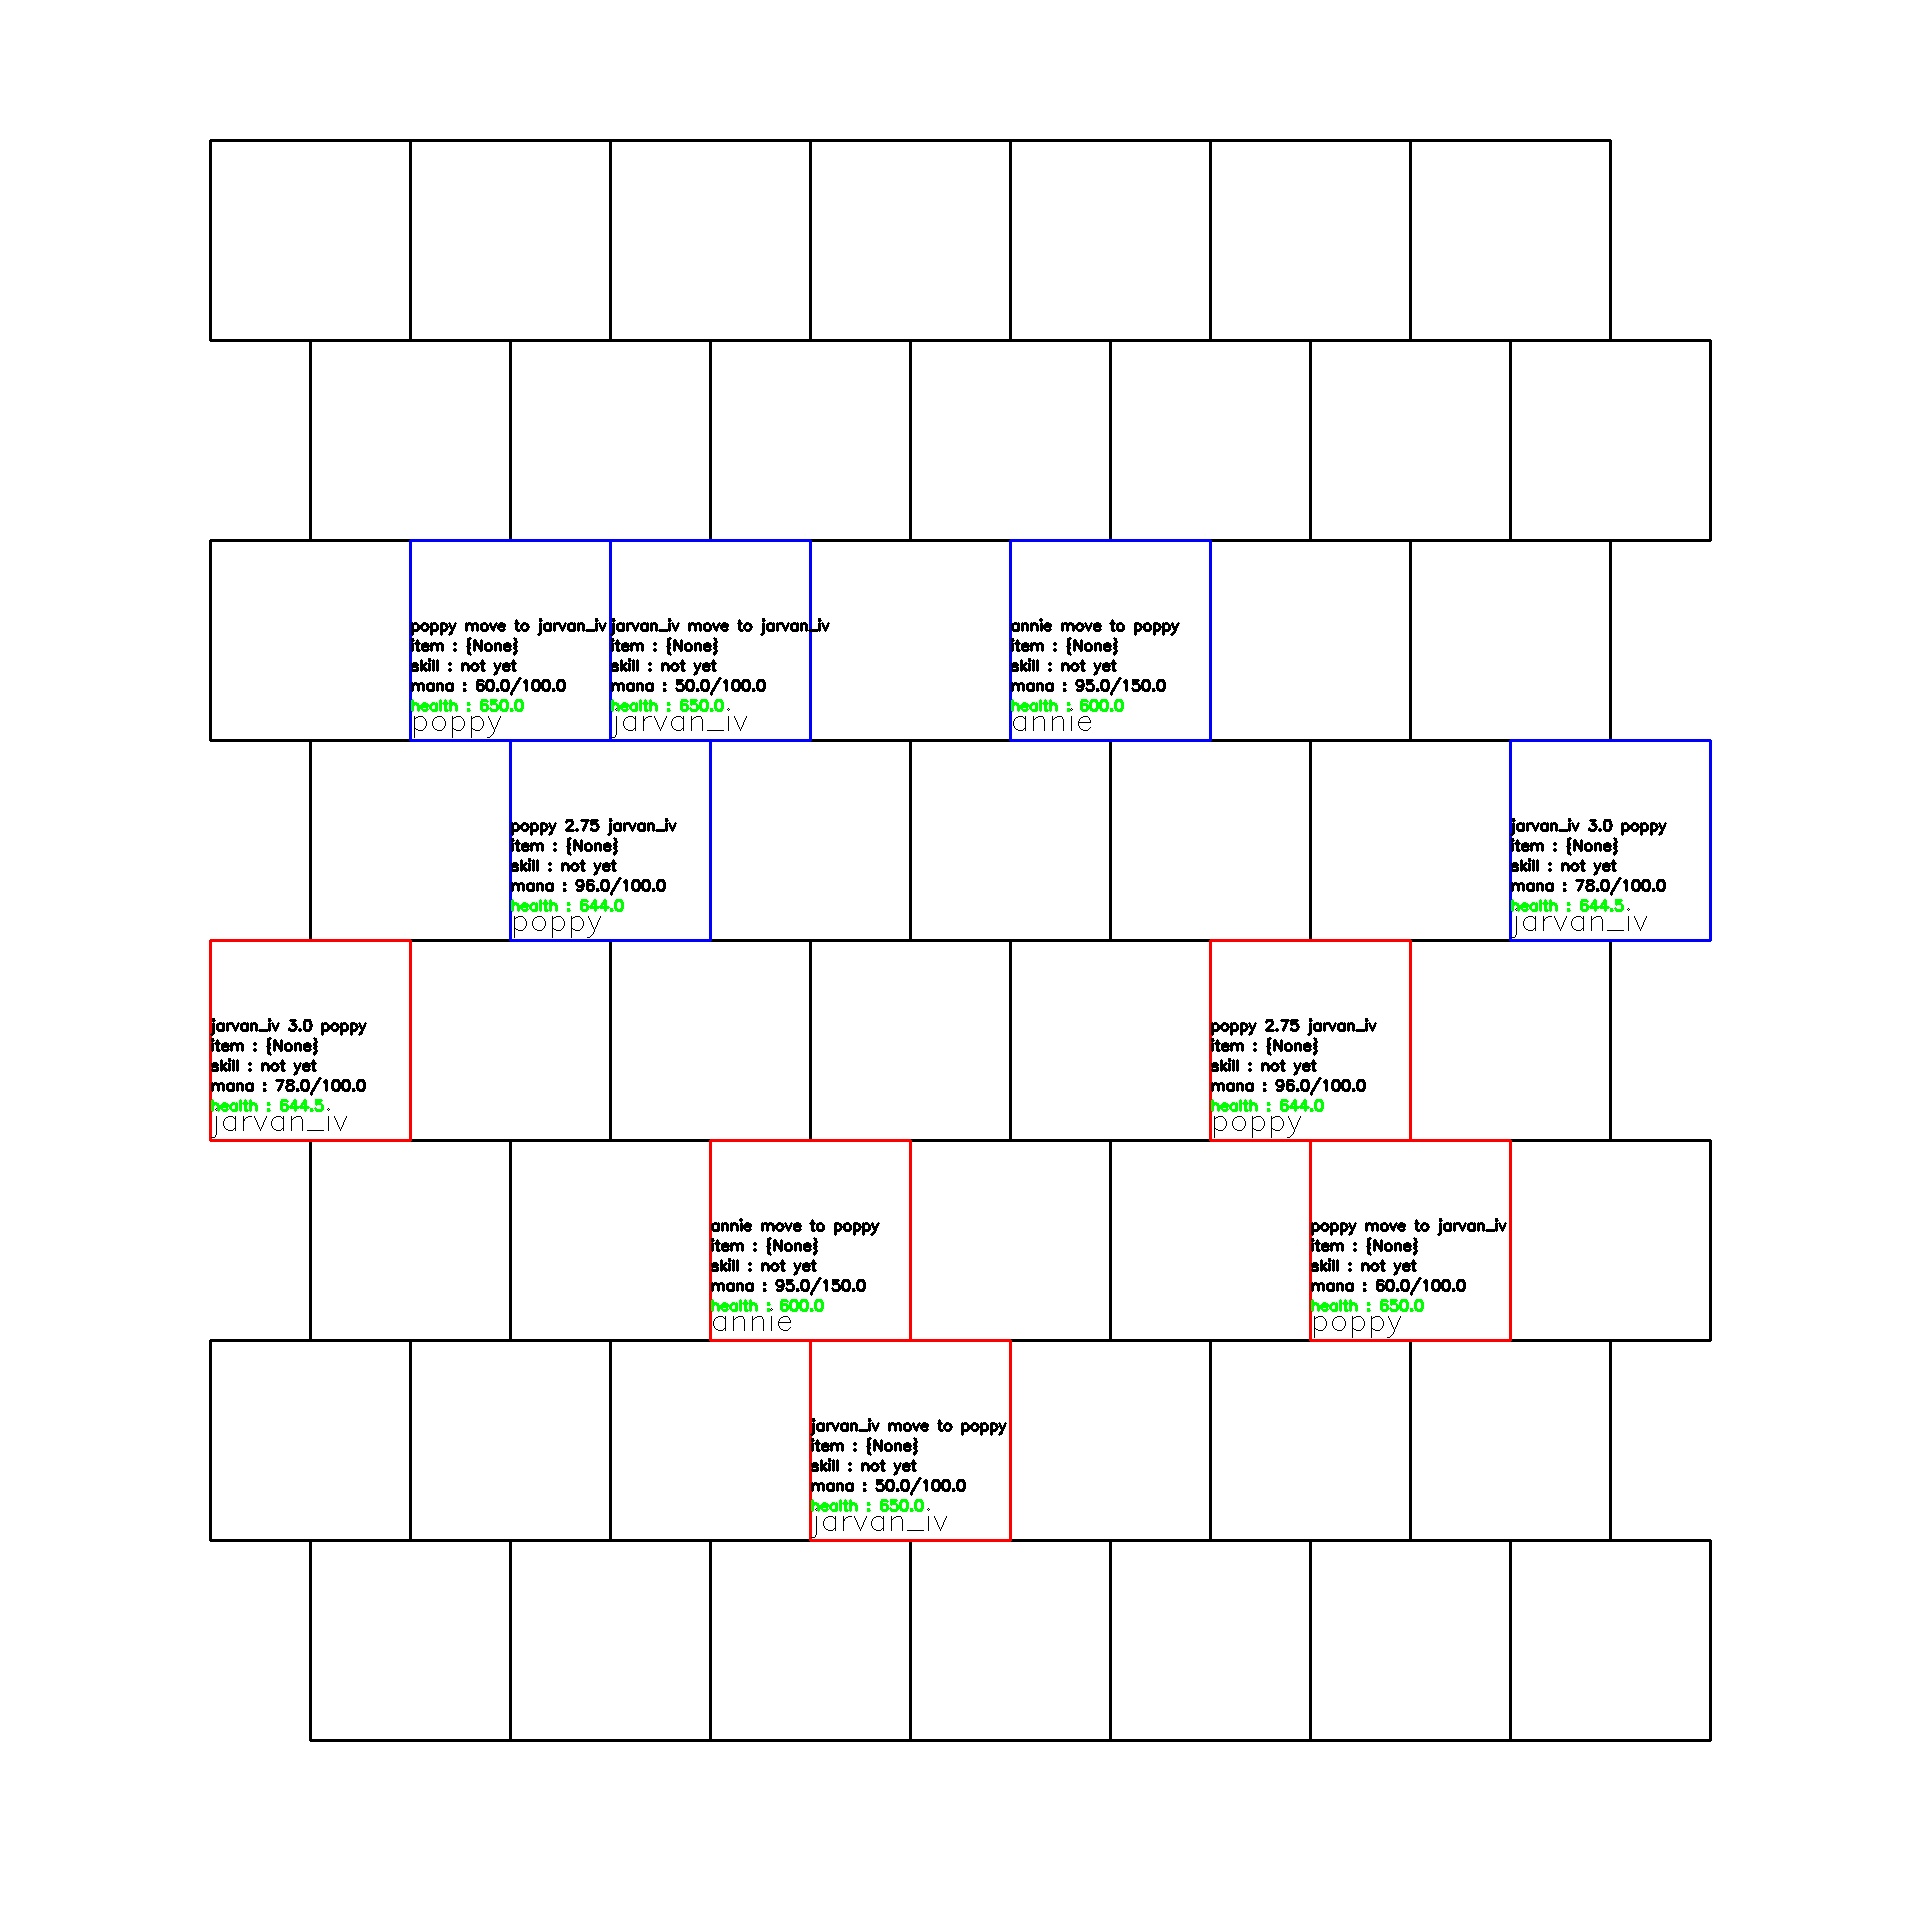 poppy move to jarvan_iv
item : {None}
skill : not yet
mana : 60.0/100.0
health : 650.0
poppy
jarvan_iv move to jarvan_iv
item : {None}
skill : not yet
mana : 50.0/100.0
health : 650.0
jarvan_iv
annie move to poppy
item : {None}
skill : not yet
mana : 95.0/150.0
health : 600.0
annie
poppy 2.75 jarvan_iv
item : {None}
skill : not yet
mana : 96.0/100.0
health : 644.0
poppy
jarvan_iv 3.0 poppy
item : {None}
skill : not yet
mana : 78.0/100.0
health : 644.5
jarvan_iv
jarvan_iv 3.0 poppy
item : {None}
skill : not yet
mana : 78.0/100.0
health : 644.5
jarvan_iv
poppy 2.75 jarvan_iv
item : {None}
skill : not yet
mana : 96.0/100.0
health : 644.0
poppy
annie move to poppy
item : {None}
skill : not yet
mana : 95.0/150.0
health : 600.0
annie
poppy move to jarvan_iv
item : {None}
skill : not yet
mana : 60.0/100.0
health : 650.0
poppy
jarvan_iv move to poppy
item : {None}
skill : not yet
mana : 50.0/100.0
health : 650.0
jarvan_iv